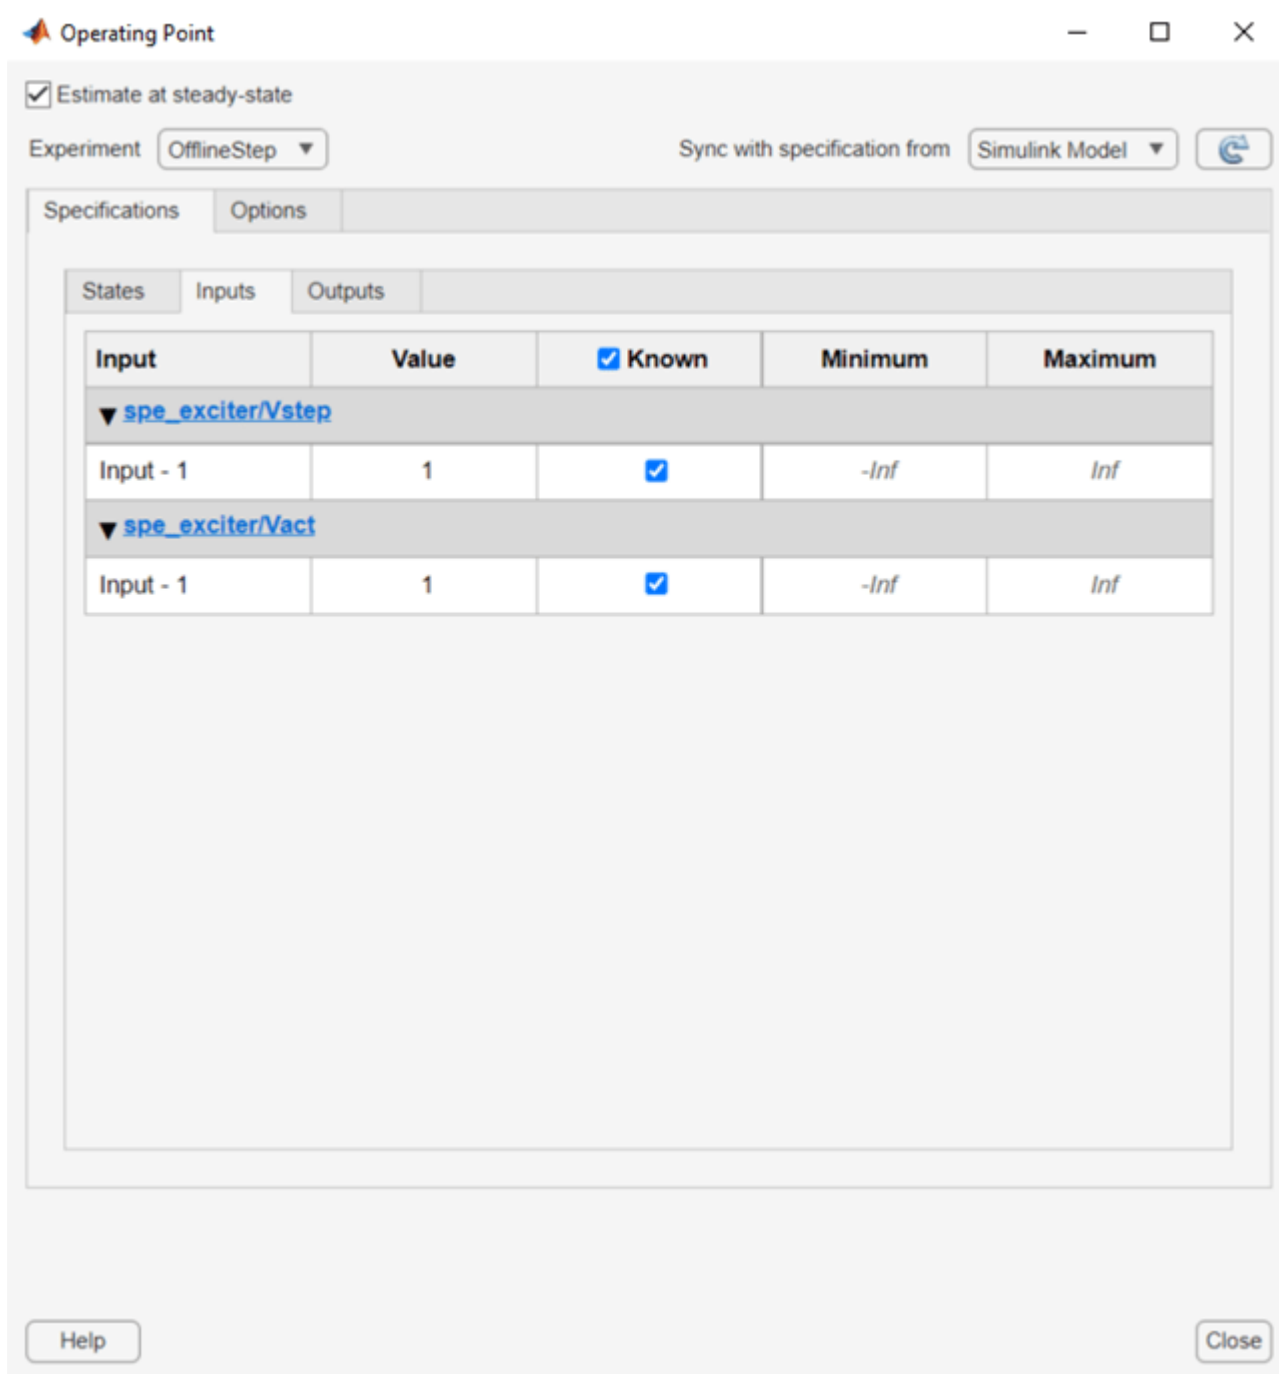 Operating Point
Estimate at steady-state
Experiment OfflineStep Sync with specification from Simulink Model
Specifications Options
States Inputs Outputs
Input Value Known Minimum Maximum
spe_exciter/Vstep
Input - 1 1 -Inf Inf
spe_exciter/Vact
Input - 1 1 -Inf Inf
Help Close